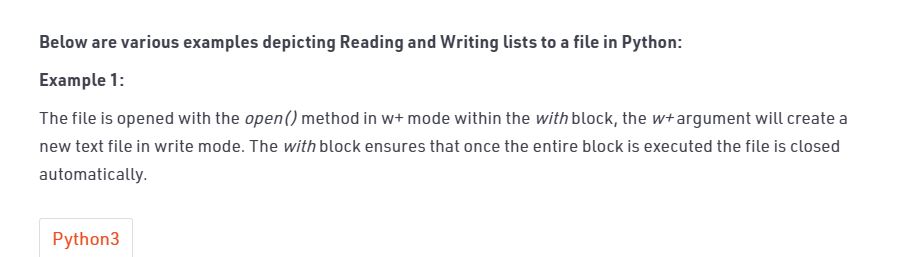 Below are various examples depicting Reading and Writing lists to a file in Python:
Example 1:
The file is opened with the open() method in w+ mode within the with block, the w+ argument will create a
new text file in write mode. The with block ensures that once the entire block is executed the file is closed
automatically.
Python3